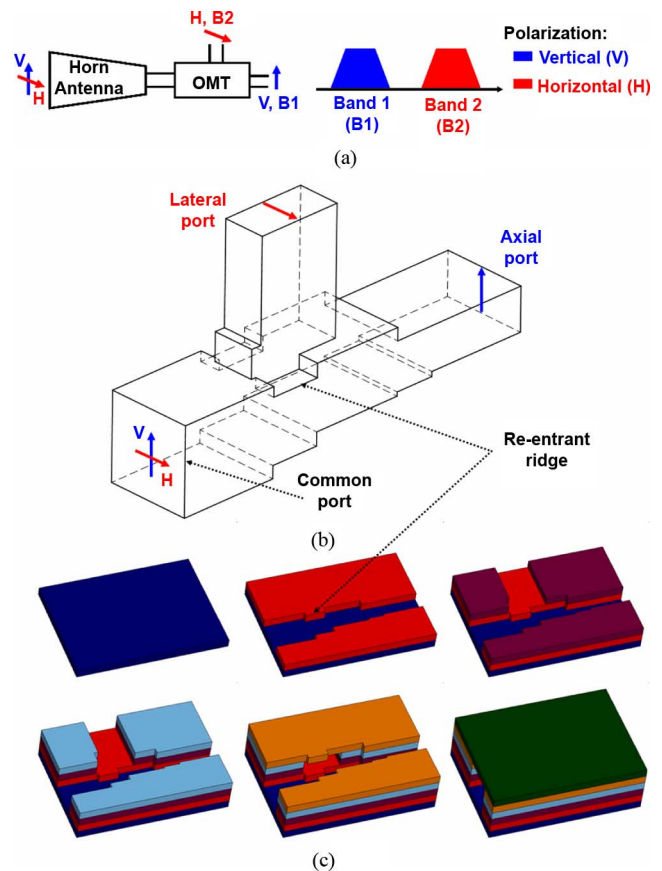 H, B2
V
H
Horn
Antenna
OMT
V, B1
Band 1
(B1)
Band 2
(B2)
Polarization:
Vertical (V)
Horizontal (H)
(a)
Lateral
port
Axial
port
V
H
Common
port
Re-entrant
ridge
(b)
(c)